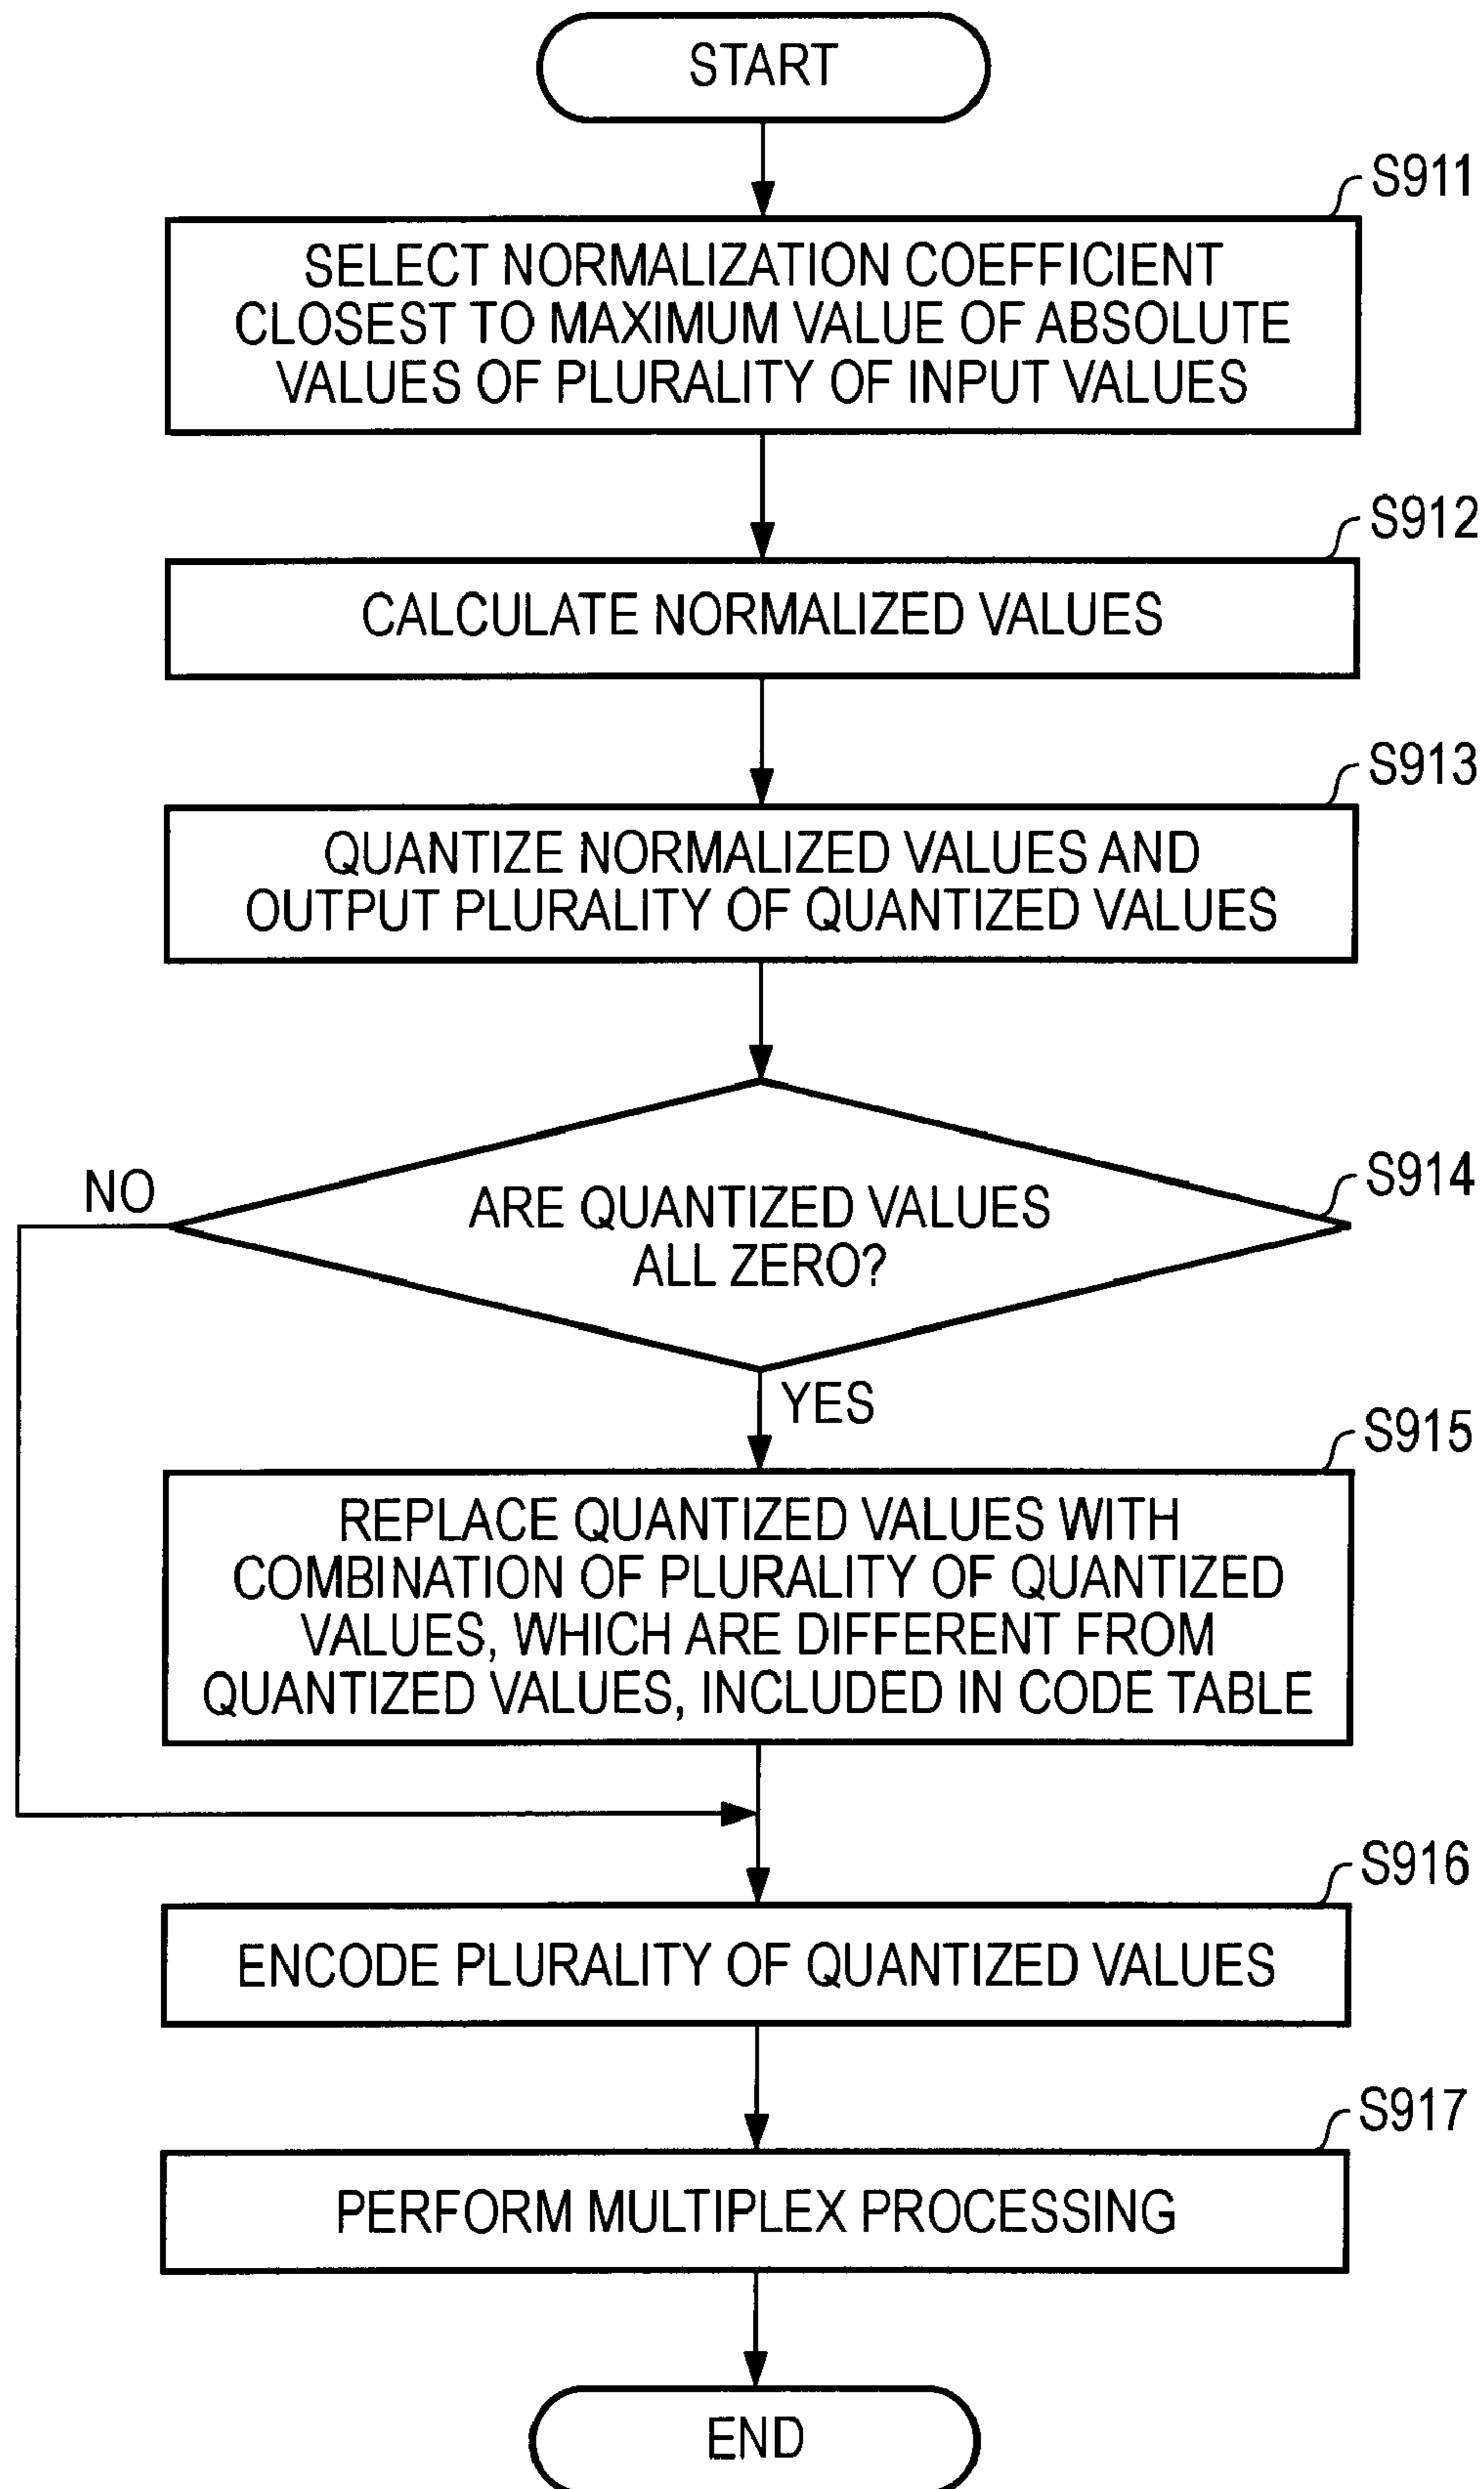 START
S911
SELECT NORMALIZATION COEFFICIENT
CLOSEST TO MAXIMUM VALUE OF ABSOLUTE
VALUES OF PLURALITY OF INPUT VALUES
S912
CALCULATE NORMALIZED VALUES
S913
QUANTIZE NORMALIZED VALUES AND
OUTPUT PLURALITY OF QUANTIZED VALUES
S914
NO
ARE QUANTIZED VALUES
ALL ZERO?
YES
S915
REPLACE QUANTIZED VALUES WITH
COMBINATION OF PLURALITY OF QUANTIZED
VALUES, WHICH ARE DIFFERENT FROM
QUANTIZED VALUES, INCLUDED IN CODE TABLE
S916
ENCODE PLURALITY OF QUANTIZED VALUES
S917
PERFORM MULTIPLEX PROCESSING
END